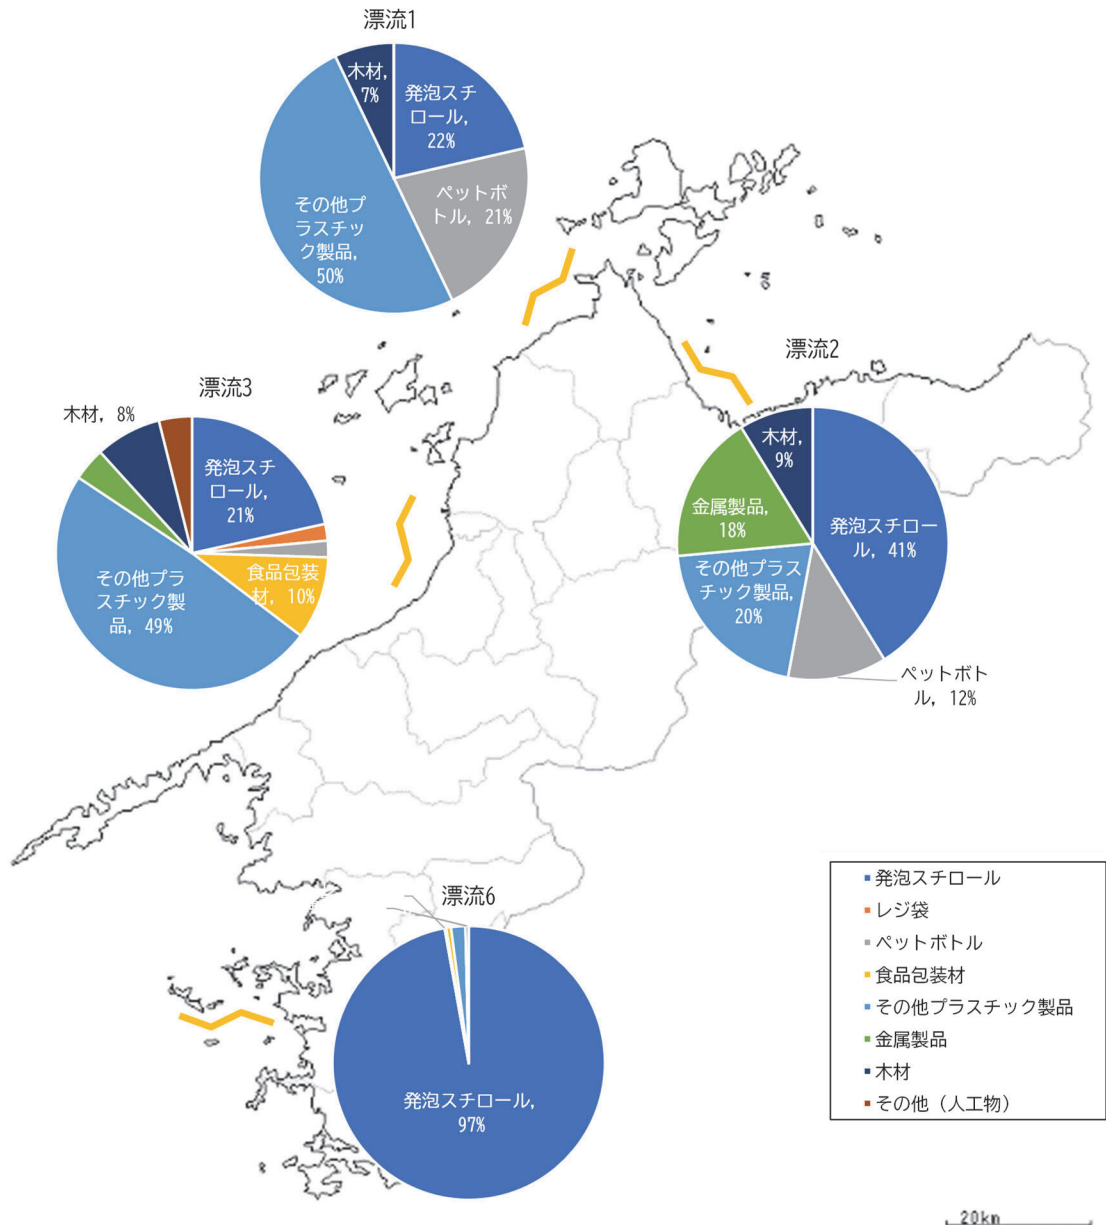 漂流1
木材,
7%
発泡スチ
ロール,
22%
ペットボ
トル, 21%
その他プ
ラスチッ
ク製品,
50%
漂流2
木材,
9%
金属製品,
18%
発泡スチロー
ル, 41%
その他プラス
チック製品,
20%
ペットボト
ル, 12%
漂流3
木材, 8%
発泡スチ
ロール,
21%
食品包装
材, 10%
その他プラ
スチック製
品, 49%
漂流6
発泡スチロール,
97%
発泡スチロール
レジ袋
ペットボトル
食品包装材
その他プラスチック製品
金属製品
木材
その他（人工物）
20km